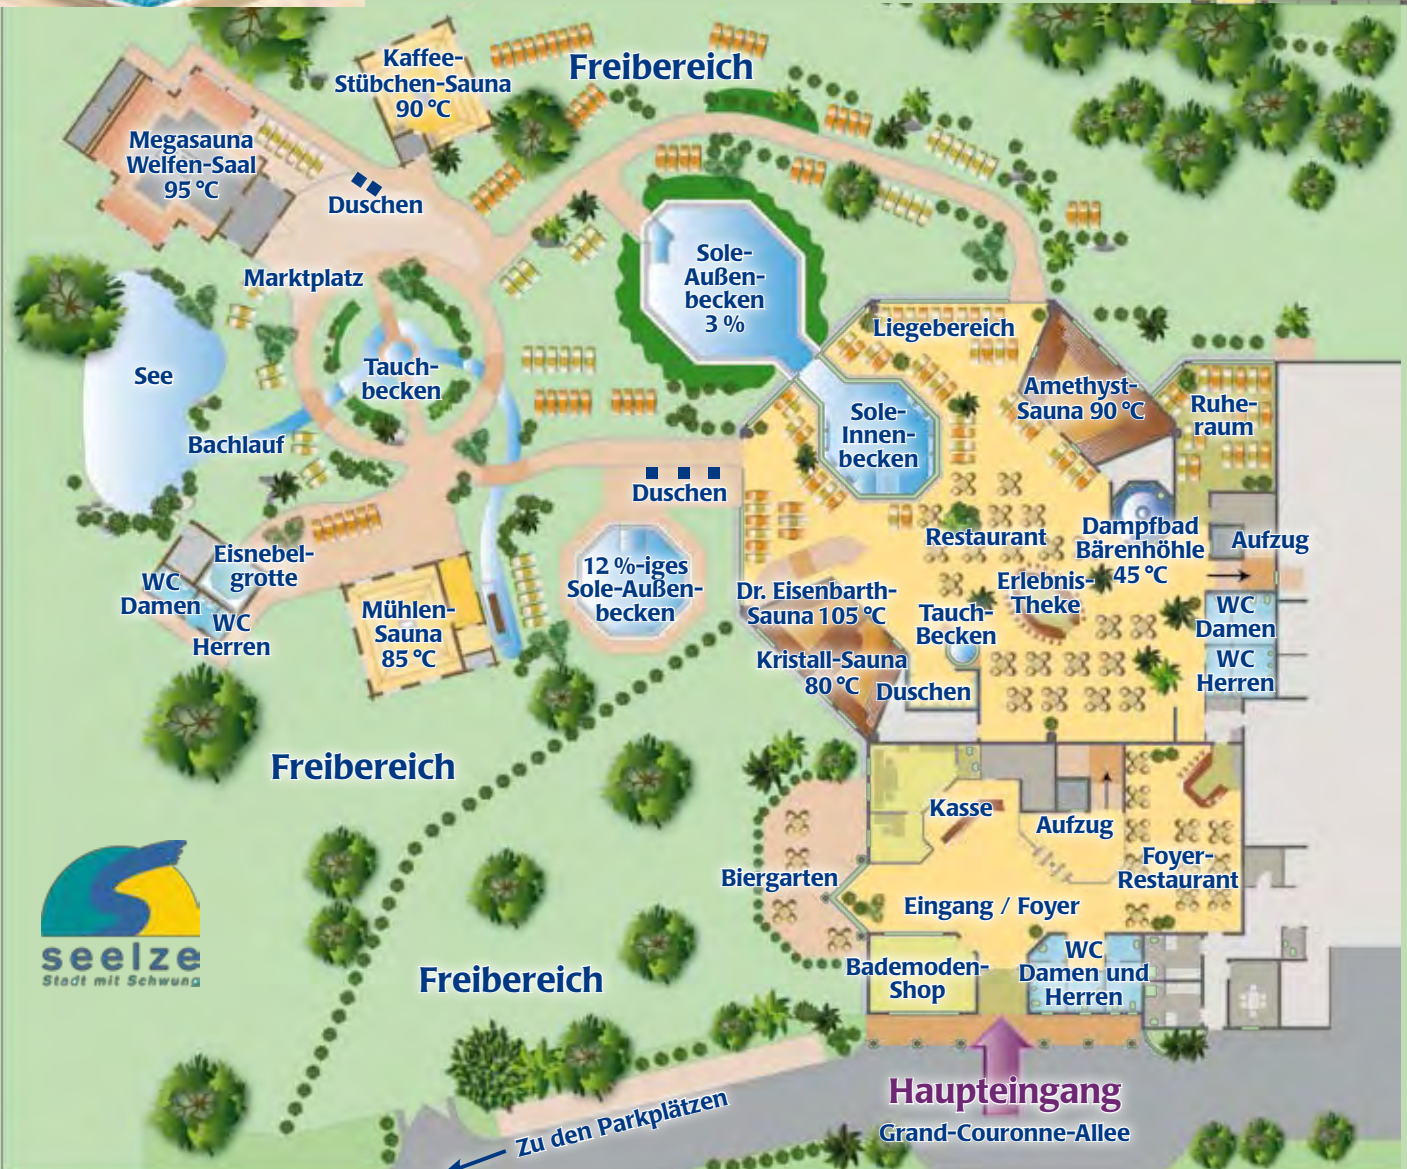 Freibereich
Kaffee-
Stübchen-Sauna
90 °C
Megasauna
Welfen-Saal
95 °C
Duschen
Marktplatz
Sole-
Außen-
becken
3 %
Liegebereich
See
Tauch-
becken
Amethyst-
Sauna 90 °C
Ruhe-
raum
Sole-
Innen-
becken
Bachlauf
Duschen
Restaurant
Dampfbad
Bärenhöhle
45 °C
Aufzug
Eisnebel-
grotte
WC
Damen
WC
Herren
Mühlen-
Sauna
85 °C
12 %-iges
Sole-Außen-
becken
Dr. Eisenbarth-
Sauna 105 °C
Tauch-
Becken
Erlebnis-
Theke
WC
Damen
WC
Herren
Kristall-Sauna
80 °C
Duschen
Freibereich
Kasse
Aufzug
Foyer-
Restaurant
Biergarten
Eingang / Foyer
seelze
Stadt mit Schwung
Freibereich
Bademoden-
Shop
WC
Damen und
Herren
Haupteingang
Grand-Couronne-Allee
Zu den Parkplätzen